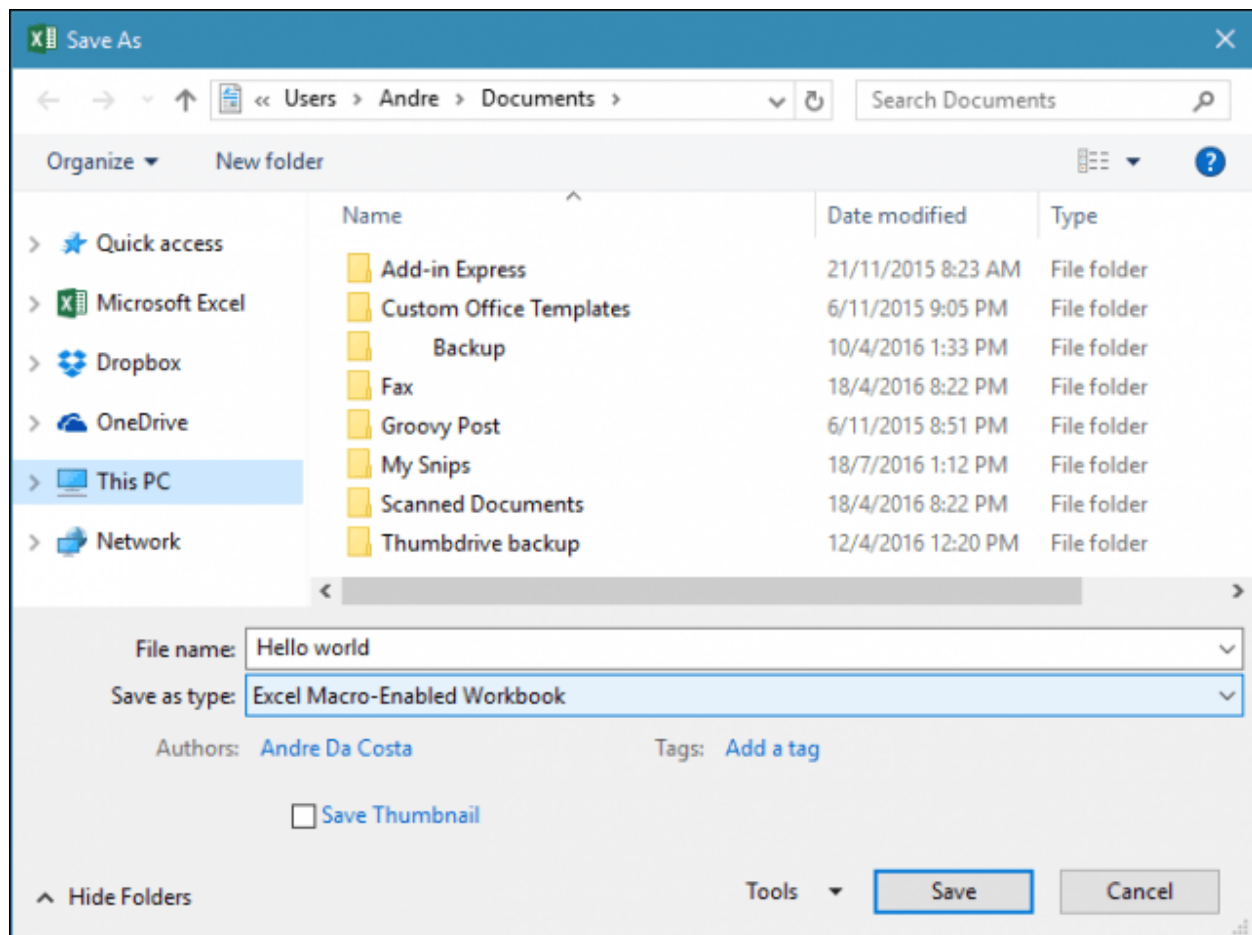 Save As
« Users > Andre > Documents >
Search Documents
Organize
New folder
?
Name
Date modified
Type
Quick access
Microsoft Excel
Dropbox
OneDrive
This PC
Network
Add-in Express 21/11/2015 8:23 AM File folder
Custom Office Templates 6/11/2015 9:05 PM File folder
Backup 10/4/2016 1:33 PM File folder
Fax 18/4/2016 8:22 PM File folder
Groovy Post 6/11/2015 8:51 PM File folder
My Snips 18/7/2016 1:12 PM File folder
Scanned Documents 18/4/2016 8:22 PM File folder
Thumbdrive backup 12/4/2016 12:20 PM File folder
File name: Hello world
Save as type: Excel Macro-Enabled Workbook
Authors: Andre Da Costa Tags: Add a tag
Save Thumbnail
Hide Folders
Tools
Save
Cancel